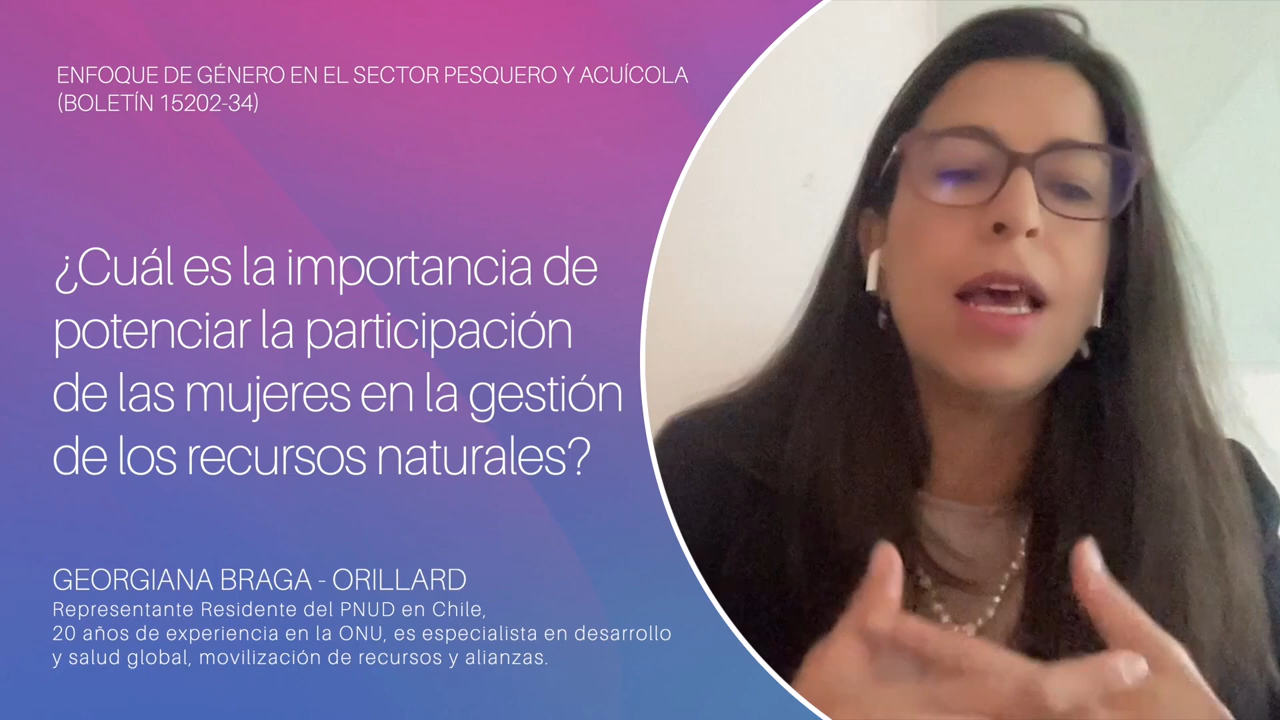 ENFOQUE DE GÉNERO EN EL SECTOR PESQUERO Y ACUÍCOLA
(BOLETÍN 15202-34)
¿Cuál es la importancia de
potenciar la participación
de las mujeres en la gestión
de los recursos naturales?
GEORGIANA BRAGA - ORILLARD
Representante Residente del PNUD en Chile,
20 años de experiencia en la ONU, es especialista en desarrollo
y salud global, movilización de recursos y alianzas.